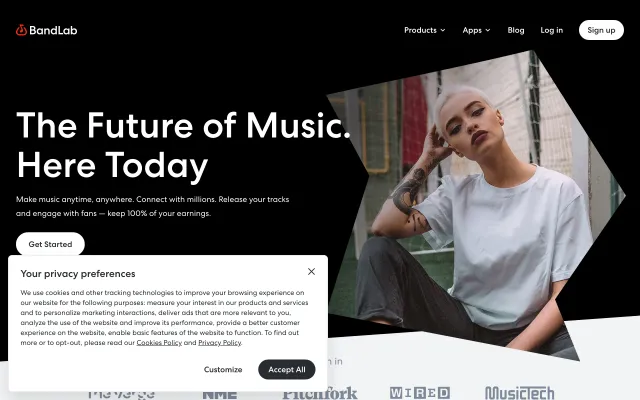 BandLab
Products
Apps
Blog
Log in
Sign up
The Future of Music.
Here Today
Make music anytime, anywhere. Connect with millions. Release your tracks
and engage with fans — keep 100% of your earnings.
Get Started
Your privacy preferences
We use cookies and other tracking technologies to improve your browsing experience on
our website for the following purposes: measure your interest in our products and services
and to personalize marketing interactions, deliver ads that are more relevant to you,
analyze the use of the website and improve its performance, provide a better customer
experience on the website, enable basic features of the website to function. To find out
more or to opt-out, please read our Cookies Policy and Privacy Policy.
Customize
Accept All
in
NME
Pitchfork
WIRED
MusicTech